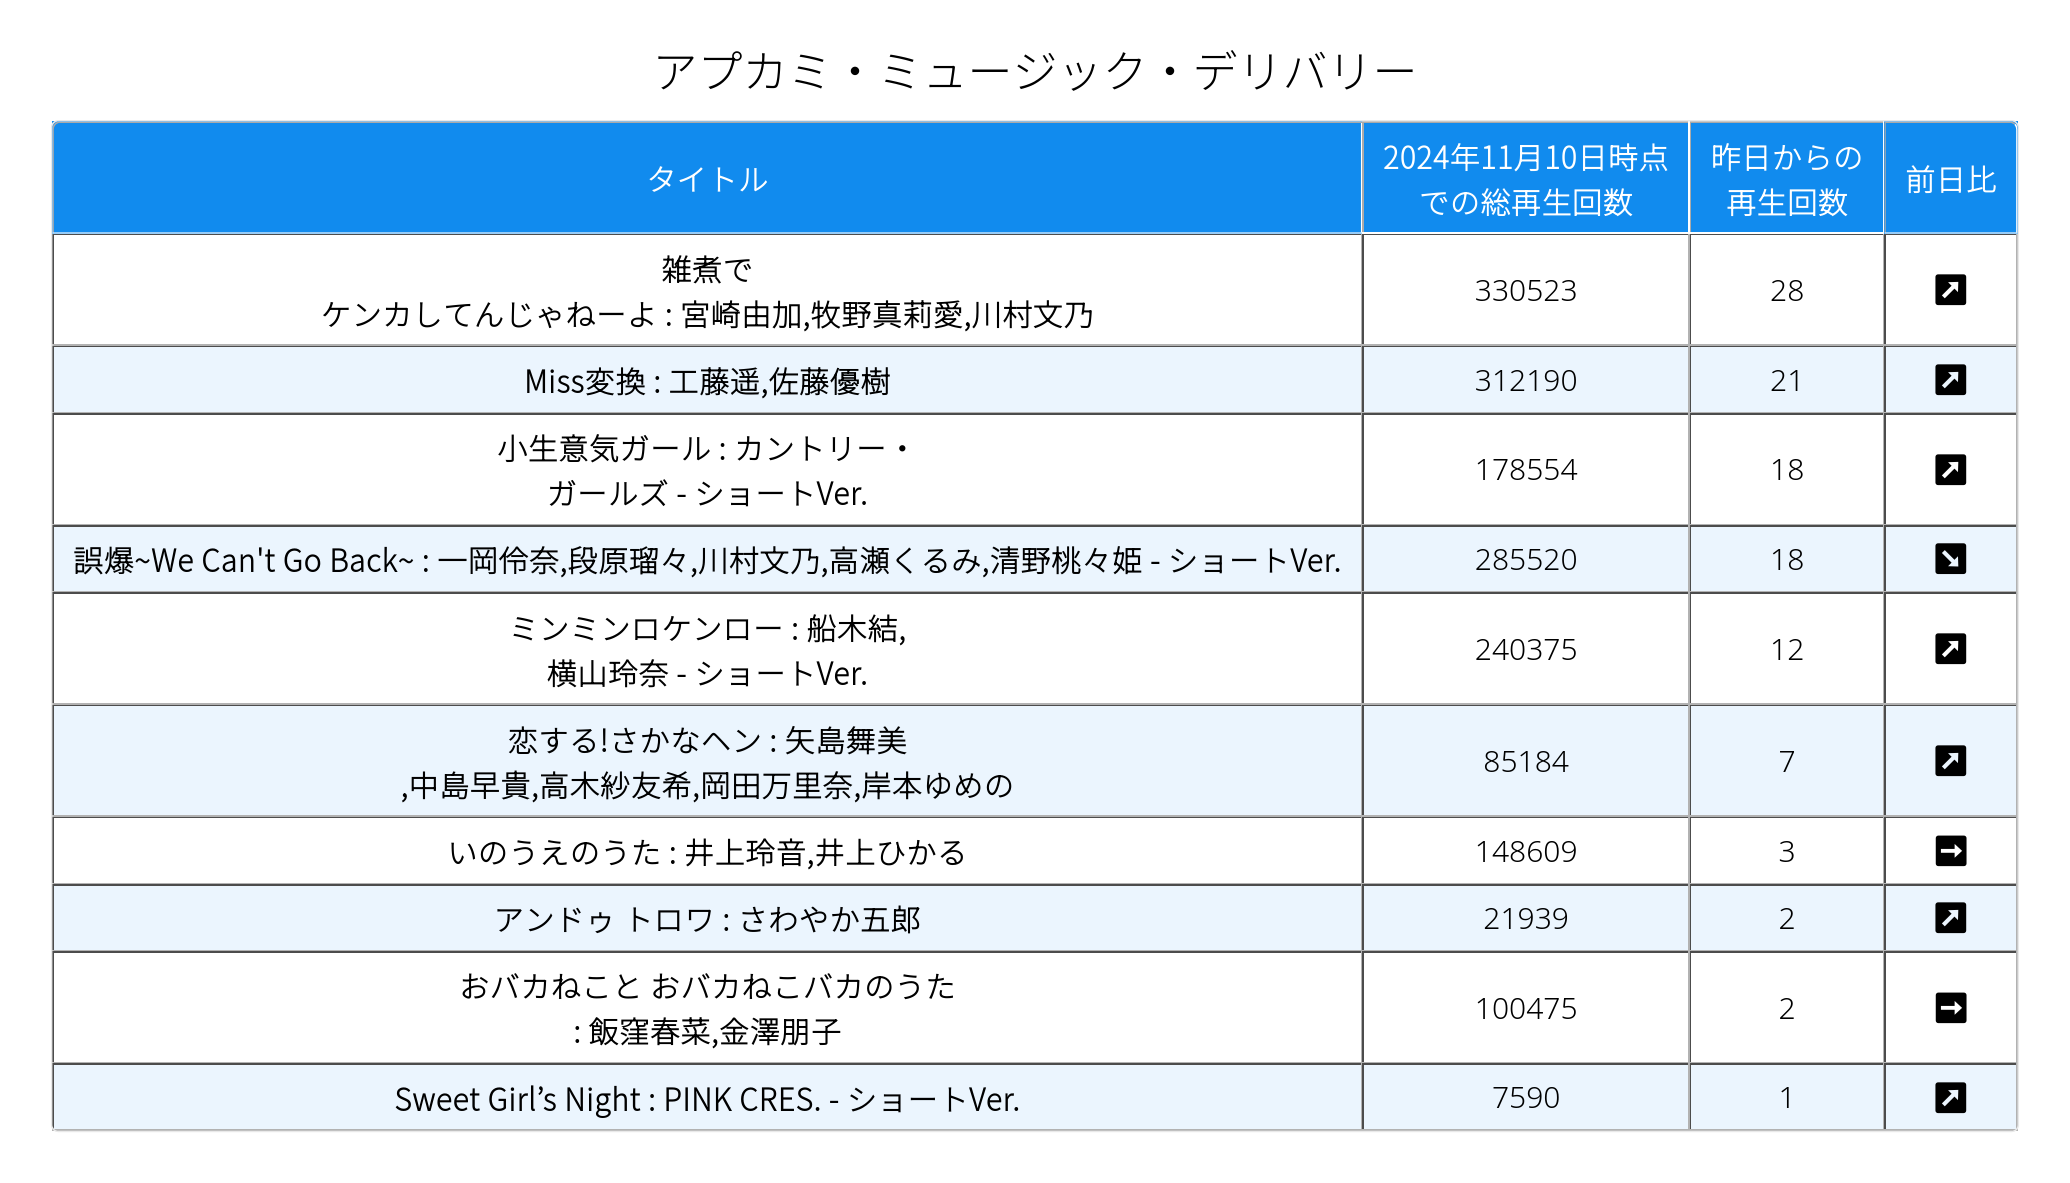 アプカミ・ミュージック・デリバリー
タイトル
2024年11月10日時点
での総再生回数
昨日からの
再生回数
前日比
雑煮で
ケンカしてんじゃねーよ : 宮崎由加,牧野真莉愛,川村文乃
330523
28
Miss変換 : 工藤遥,佐藤優樹
312190
21
小生意気ガール : カントリー・
ガールズ - ショートVer.
178554
18
誤爆~We Can't Go Back~ : 一岡伶奈,段原瑠々,川村文乃,高瀬くるみ,清野桃々姫 - ショートVer.
285520
18
ミンミンロケンロー : 船木結,
横山玲奈 - ショートVer.
240375
12
恋する!さかなヘン : 矢島舞美
,中島早貴,高木紗友希,岡田万里奈,岸本ゆめの
85184
7
いのうえのうた : 井上玲音,井上ひかる
148609
3
アンドゥ トロワ : さわやか五郎
21939
2
おバカねこと おバカねこバカのうた
: 飯窪春菜,金澤朋子
100475
2
Sweet Girl’s Night : PINK CRES. - ショートVer.
7590
1